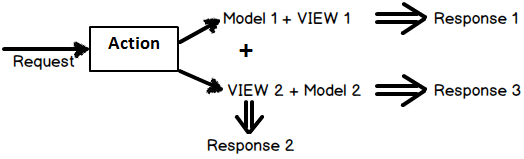 Model 1 + VIEW 1
Response 1
Action
+
Request
VIEW 2 + Model 2
Response 3
Response 2